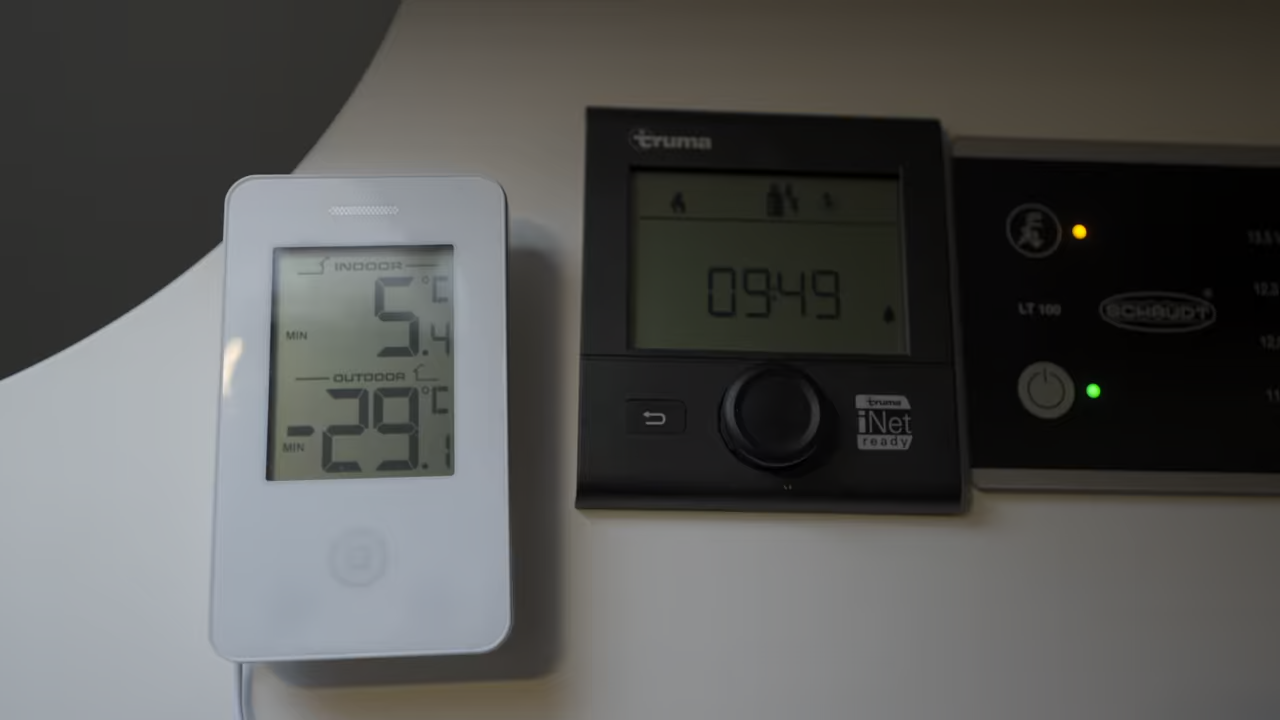 INDOOR
5.4 °C
MIN
OUTDOOR
-29.1 °C
MIN
truma
09:49
truma
iNet
ready
LT 100
SCHAUDT®